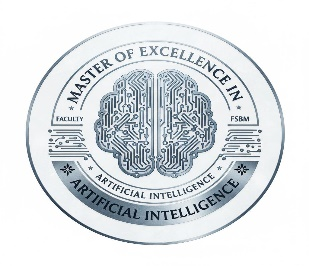 MASTER OF EXCELLENCE IN
FACULTY
FSBM
ARTIFICIAL INTELLIGENCE
ARTIFICIAL INTELLIGENCE